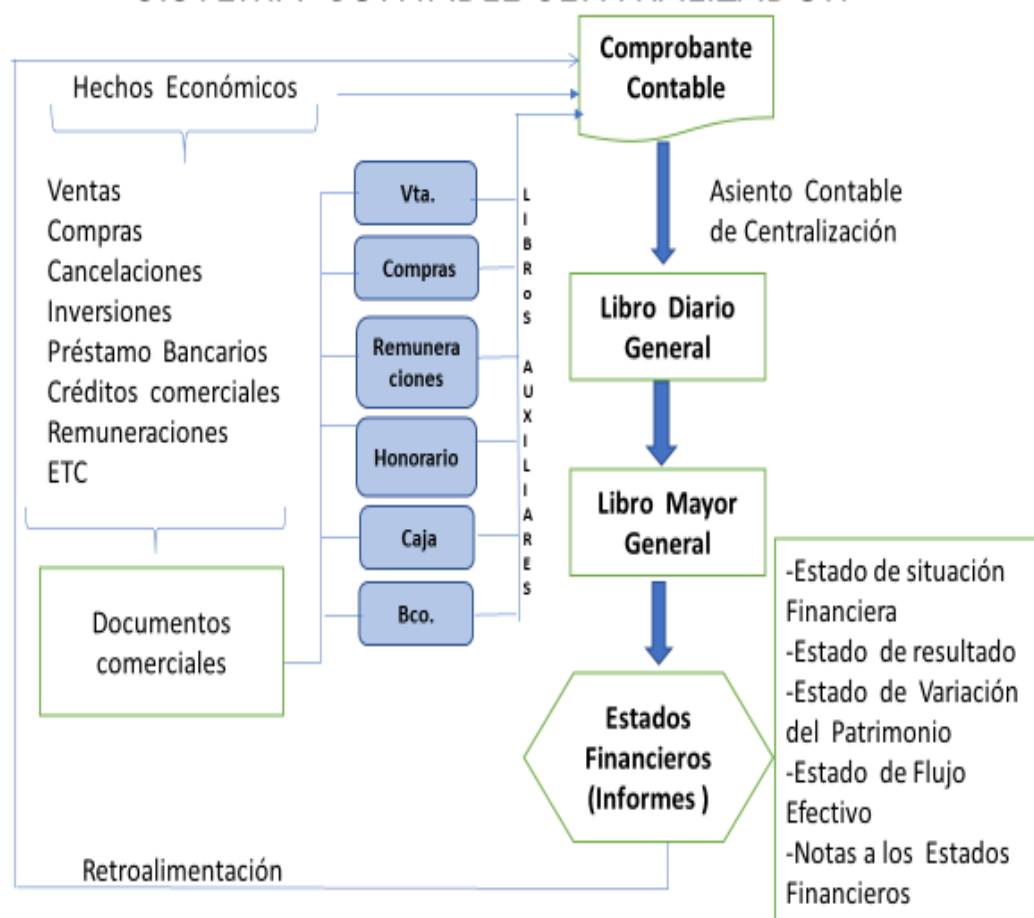 Comprobante
Contable
Hechos Económicos
Ventas
Compras
Cancelaciones
Inversiones
Préstamo Bancarios
Créditos comerciales
Remuneraciones
ETC
Documentos
comerciales
Vta.
Compras
Remunera
ciones
Honorario
Caja
Bco.
LIBRoS AUXILIARES
Asiento Contable
de Centralización
Libro Diario
General
Libro Mayor
General
Estados
Financieros
(Informes )
-Estado de situación
Financiera
-Estado de resultado
-Estado de Variación
del Patrimonio
-Estado de Flujo
Efectivo
-Notas a los Estados
Financieros
Retroalimentación